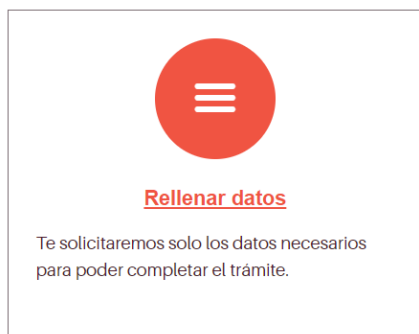 Rellenar datos
Te solicitaremos solo los datos necesarios
para poder completar el trámite.